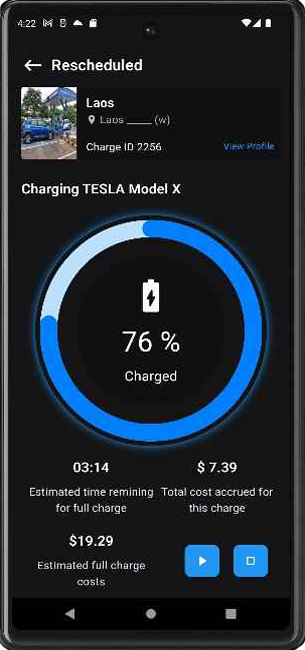 4:22
Rescheduled
Laos
Laos ____ (w)
Charge ID 2256
View Profile
Charging TESLA Model X
76 %
Charged
03:14
Estimated time remining
for full charge
$ 7.39
Total cost accrued for
this charge
$19.29
Estimated full charge
costs